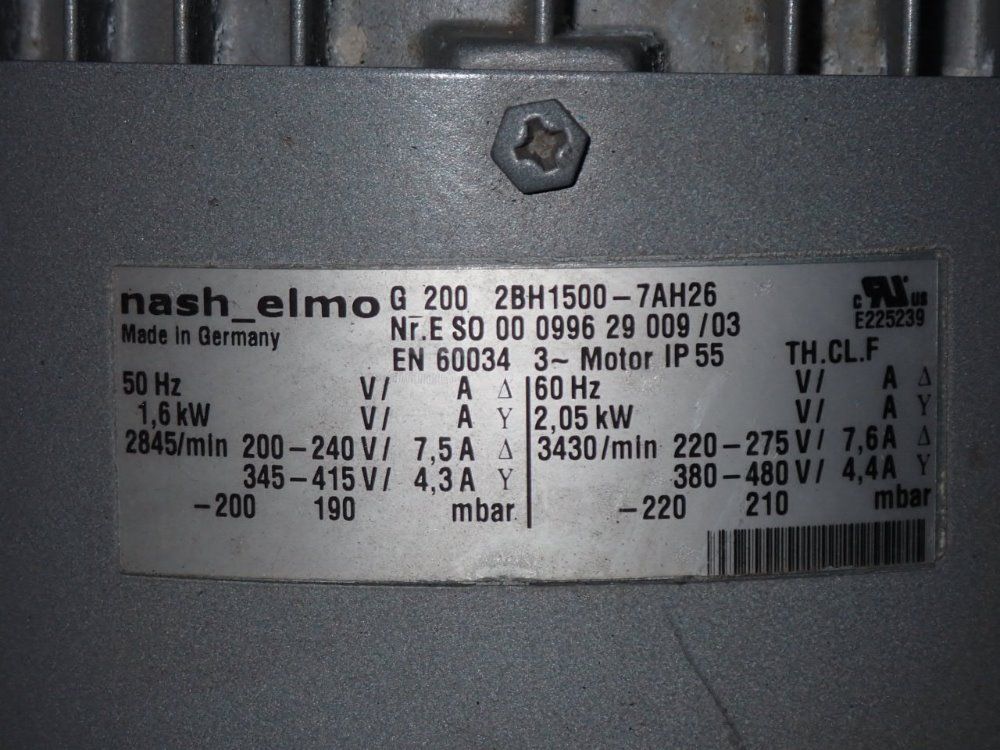 nash_elmo G 200 2BH1500-7AH26
Made in Germany Nr.E SO 00 0996 29 009 /03
EN 60034 3~ Motor IP 55 TH.CL.F
c RU us
E225239
50 Hz V/ A Δ
1,6 kW V/ A Y
2845/min 200-240 V/ 7,5 A Δ
345-415 V/ 4,3 A Y
-200 190 mbar
60 Hz V/ A Δ
2,05 kW V/ A Y
3430/min 220-275 V/ 7,6 A Δ
380-480 V/ 4,4 A Y
-220 210 mbar